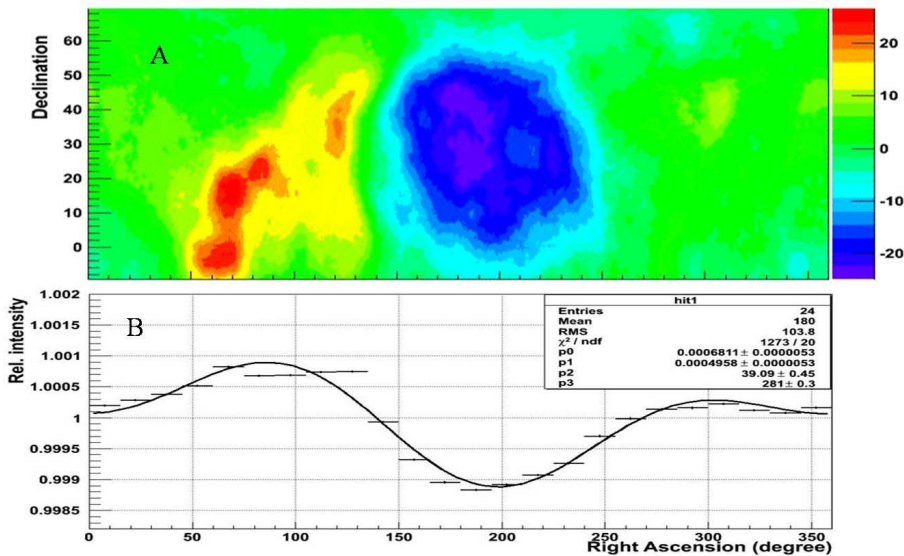 A
Declination
60
50
40
30
20
10
0
20
10
0
-10
-20
B
Rel. intensity
1.002
1.0015
1.001
1.0005
1
0.9995
0.999
0.9985
hit1
Entries 24
Mean 180
RMS 103.8
χ² / ndf 1273 / 20
p0 0.0006811 ± 0.0000053
p1 0.0004958 ± 0.0000053
p2 39.09 ± 0.45
p3 281 ± 0.3
0 50 100 150 200 250 300 350
Right Ascension (degree)